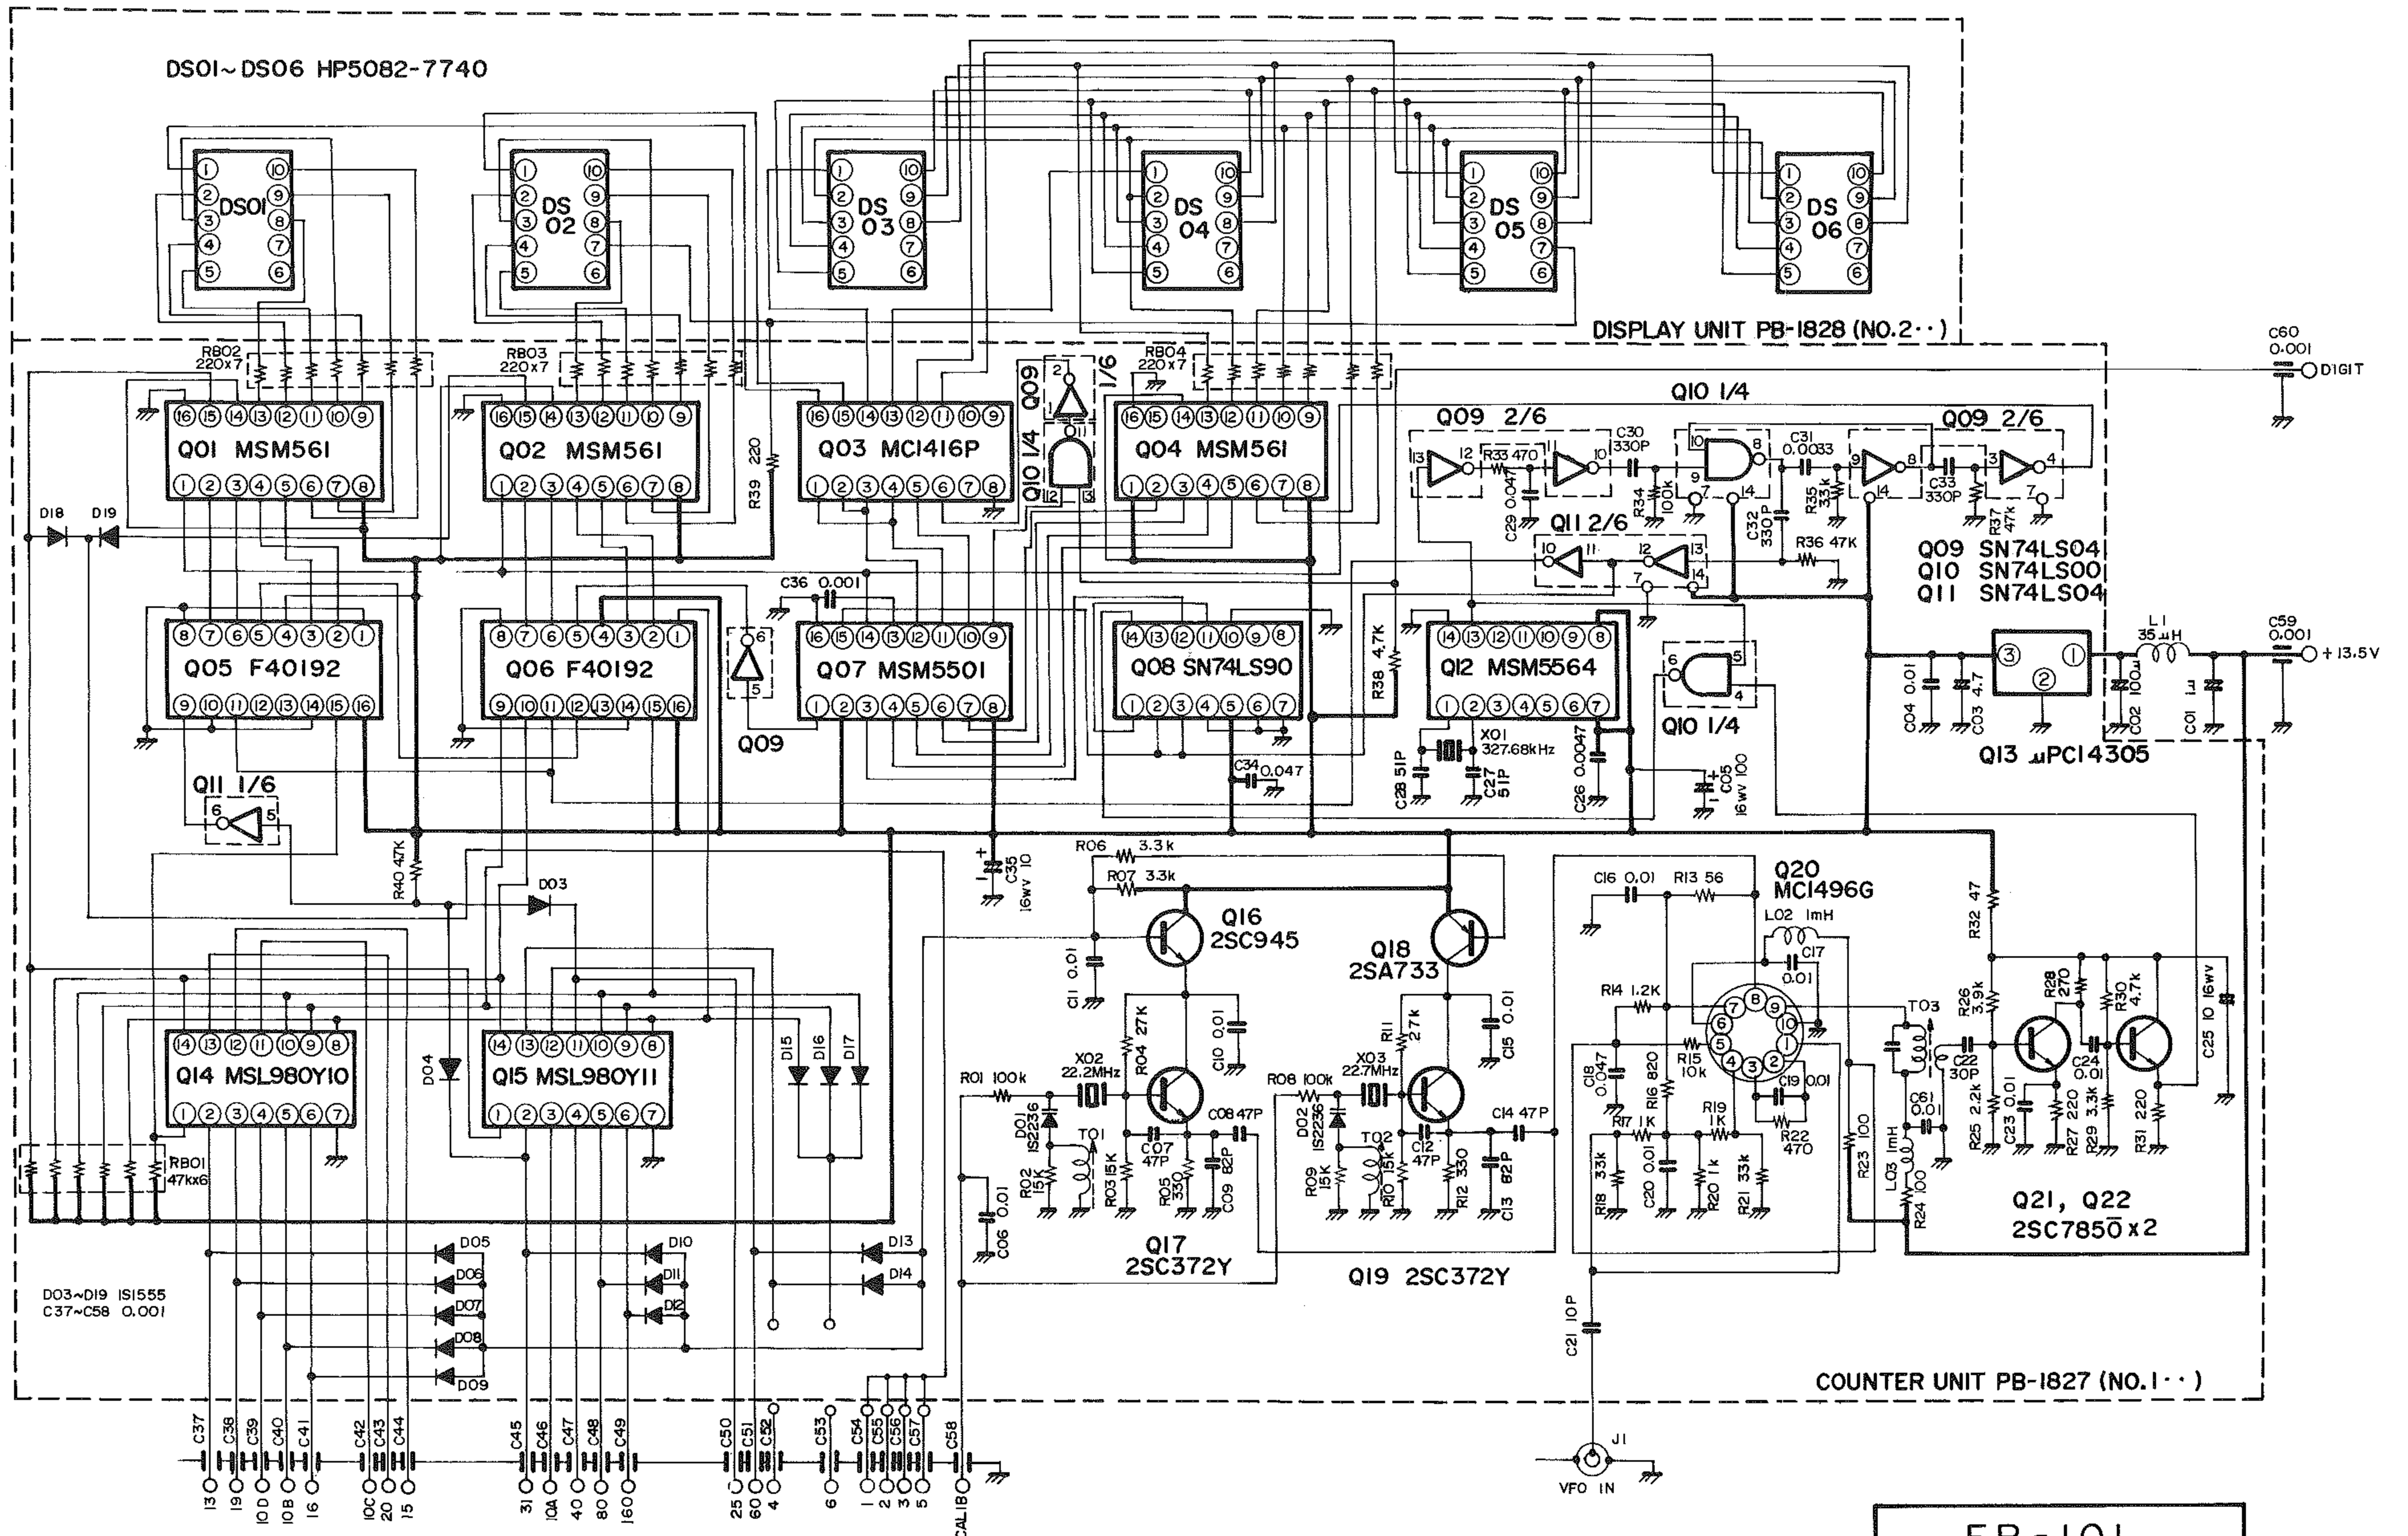 DS01~DS06 HP5082-7740
DS01
DS 02
DS 03
DS 04
DS 05
DS 06
DISPLAY UNIT PB-1828 (NO.2··)
C60 0.001
DIGIT
RB02 220x7
RB03 220x7
RB04 220x7
Q01 MSM561
Q02 MSM561
R39 220
Q03 MC1416P
Q09 1/6
Q10 1/4
Q04 MSM561
Q09 2/6
R33 470
C29 0.047
C30 330P
R34 100k
Q10 1/4
C31 0.0033
C32 330P
R35 33k
Q09 2/6
C33 330P
R37 47k
R36 47K
Q11 2/6
Q09 SN74LS04
Q10 SN74LS00
Q11 SN74LS04
D18
D19
C36 0.001
Q05 F40192
Q06 F40192
Q09
Q07 MSM5501
Q08 SN74LS90
R38 4.7K
Q12 MSM5564
Q10 1/4
C34 0.047
X01 327.68kHz
C28 51P
C27 51P
C26 0.0047
C05 16wv 100
C04 0.01
C03 4.7
L1 35μH
C02 100μ
C01
C59 0.001
+13.5V
Q13 μPC14305
Q11 1/6
R40 47K
D03
C35 16wv 10
R06 3.3k
R07 3.3k
Q16 2SC945
Q18 2SA733
C11 0.01
C16 0.01
R13 56
Q20 MC1496G
L02 1mH
C17 0.01
R32 47
R14 1.2K
R15 10k
R16 820
C18 0.047
C19 0.01
R17 1K
R19 1K
R22 470
R18 33k
C20 0.01
R20 1k
R21 33k
R23 100
T03
C61 0.01
L03 1mH
R24 100
C22 30P
R26 3.9k
R28 270
R30 4.7k
C24 0.01
C25 10 16wv
R25 2.2k
C23 0.01
R27 220
R29 3.3k
R31 220
Q21, Q22
2SC785O x2
Q14 MSL980Y10
Q15 MSL980Y11
D04
D15
D16
D17
RB01 47kx6
R01 100k
X02 22.2MHz
R04 27K
C10 0.01
D01 1S2236
T01
R02 15K
R03 15K
C07 47P
R05 330
C08 47P
C09 82P
C06 0.01
Q17
2SC372Y
R08 100k
X03 22.7MHz
R11 27k
C15 0.01
D02 1S2236
T02
R09 15K
R10 15k
C12 47P
R12 330
C14 47P
C13 82P
Q19 2SC372Y
D05
D06
D07
D08
D09
D10
D11
D12
D13
D14
D03~D19 1S1555
C37~C58 0.001
C21 10P
COUNTER UNIT PB-1827 (NO.1··)
C37 C38 C39 C40 C41 C42 C43 C44 C45 C46 C47 C48 C49 C50 C51 C52 C53 C54 C55 C56 C57 C58
13 19 10D 10B 16 10C 20 15 31 10A 40 80 160 25 60 4 6 1 2 3 5 CALIB
J1
VFO IN